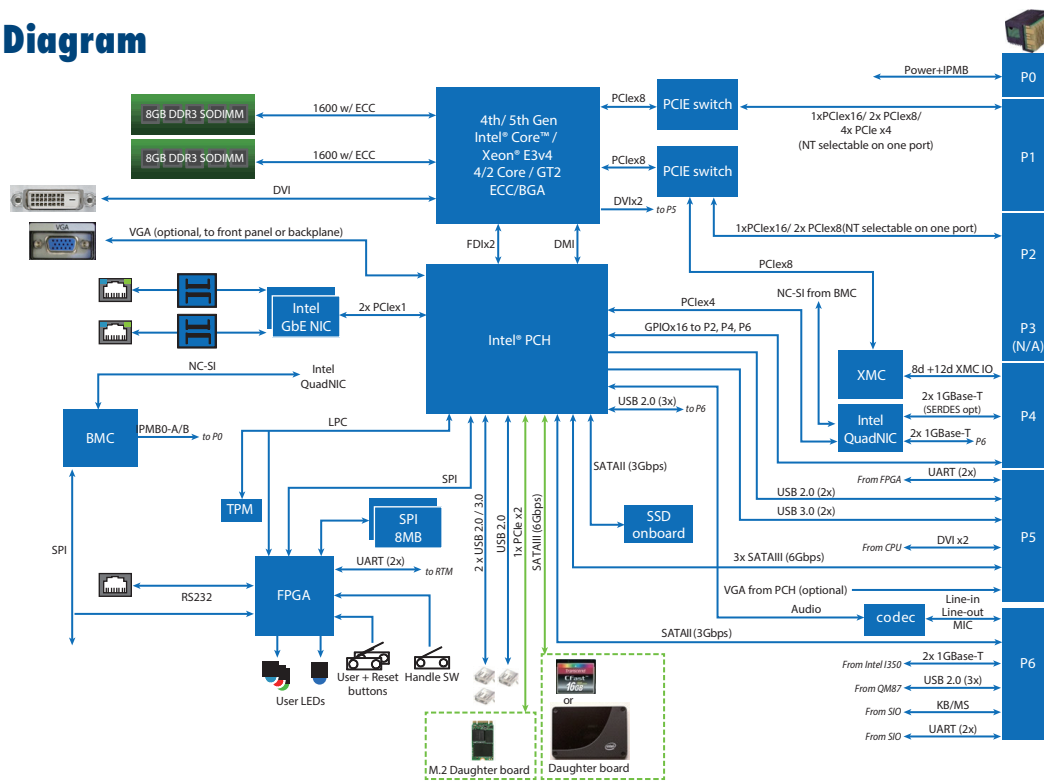 Diagram
Power+IPMB
P0
8GB DDR3 SODIMM
1600 w/ ECC
8GB DDR3 SODIMM
1600 w/ ECC
4th/ 5th Gen
Intel® Core™ /
Xeon® E3v4
4/2 Core / GT2
ECC/BGA
PCIex8
PCIE switch
1xPCIex16/ 2x PCIex8/
4x PCIe x4
(NT selectable on one port)
P1
PCIex8
PCIE switch
DVI
DVIx2
to P5
VGA
VGA (optional, to front panel or backplane)
FDIx2
DMI
1xPCIex16/ 2x PCIex8(NT selectable on one port)
P2
PCIex8
NC-SI from BMC
Intel
GbE NIC
2x PCIex1
Intel® PCH
PCIex4
GPIOx16 to P2, P4, P6
P3
(N/A)
XMC
8d +12d XMC IO
NC-SI
Intel
QuadNIC
USB 2.0 (3x)
to P6
Intel
QuadNIC
2x 1GBase-T
(SERDES opt)
P4
2x 1GBase-T
P6
BMC
IPMB0-A/B
to P0
LPC
SATAII (3Gbps)
SPI
From FPGA
UART (2x)
USB 2.0 (2x)
USB 3.0 (2x)
TPM
SPI
8MB
2 x USB 2.0 / 3.0
USB 2.0
1x PCIe x2
SATAIII (6Gbps)
SSD
onboard
P5
SPI
From CPU
DVI x2
3x SATAIII (6Gbps)
FPGA
UART (2x)
to RTM
RS232
VGA from PCH (optional)
Audio
codec
Line-in
Line-out
MIC
SATAII (3Gbps)
User + Reset
buttons
Handle SW
User LEDs
P6
From Intel I350
2x 1GBase-T
From QM87
USB 2.0 (3x)
From SIO
KB/MS
From SIO
UART (2x)
Transcend
CFast
16GB
or
intel
M.2 Daughter board
Daughter board